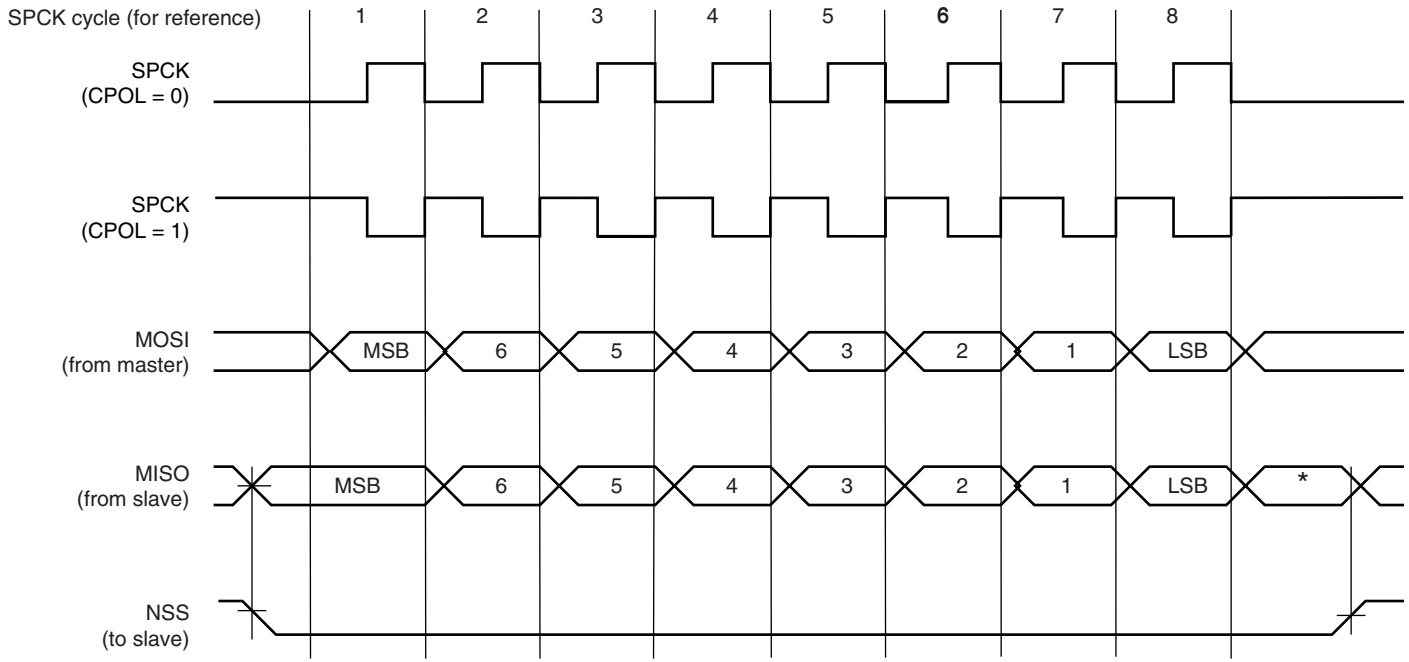 SPCK cycle (for reference) 1 2 3 4 5 6 7 8
SPCK
(CPOL = 0)
SPCK
(CPOL = 1)
MOSI
(from master)
MSB 6 5 4 3 2 1 LSB
MISO
(from slave)
MSB 6 5 4 3 2 1 LSB *
NSS
(to slave)